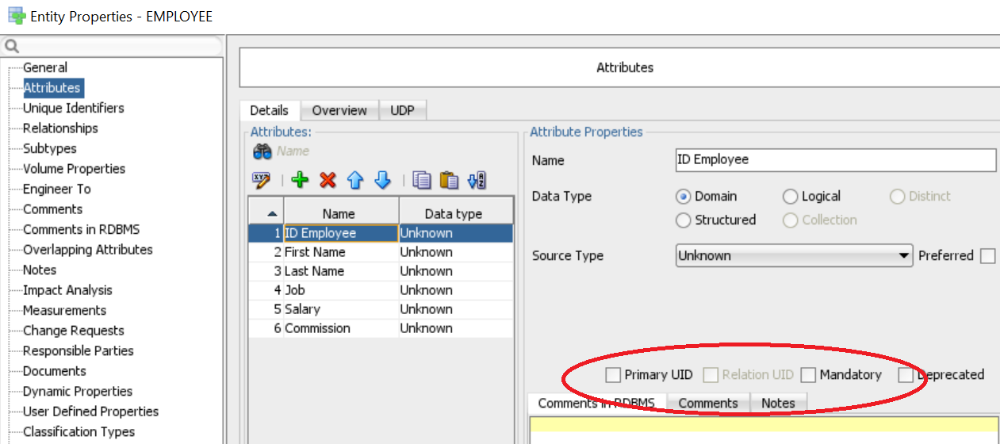 Entity Properties - EMPLOYEE
General
Attributes
Unique Identifiers
Relationships
Subtypes
Volume Properties
Engineer To
Comments
Comments in RDBMS
Overlapping Attributes
Notes
Impact Analysis
Measurements
Change Requests
Responsible Parties
Documents
Dynamic Properties
User Defined Properties
Classification Types
Attributes
Details Overview UDP
Attributes:
Name
Name Data type
1 ID Employee Unknown
2 First Name Unknown
3 Last Name Unknown
4 Job Unknown
5 Salary Unknown
6 Commission Unknown
Attribute Properties
Name ID Employee
Data Type Domain Logical Distinct
Structured Collection
Source Type Unknown Preferred
Primary UID Relation UID Mandatory Deprecated
Comments in RDBMS Comments Notes